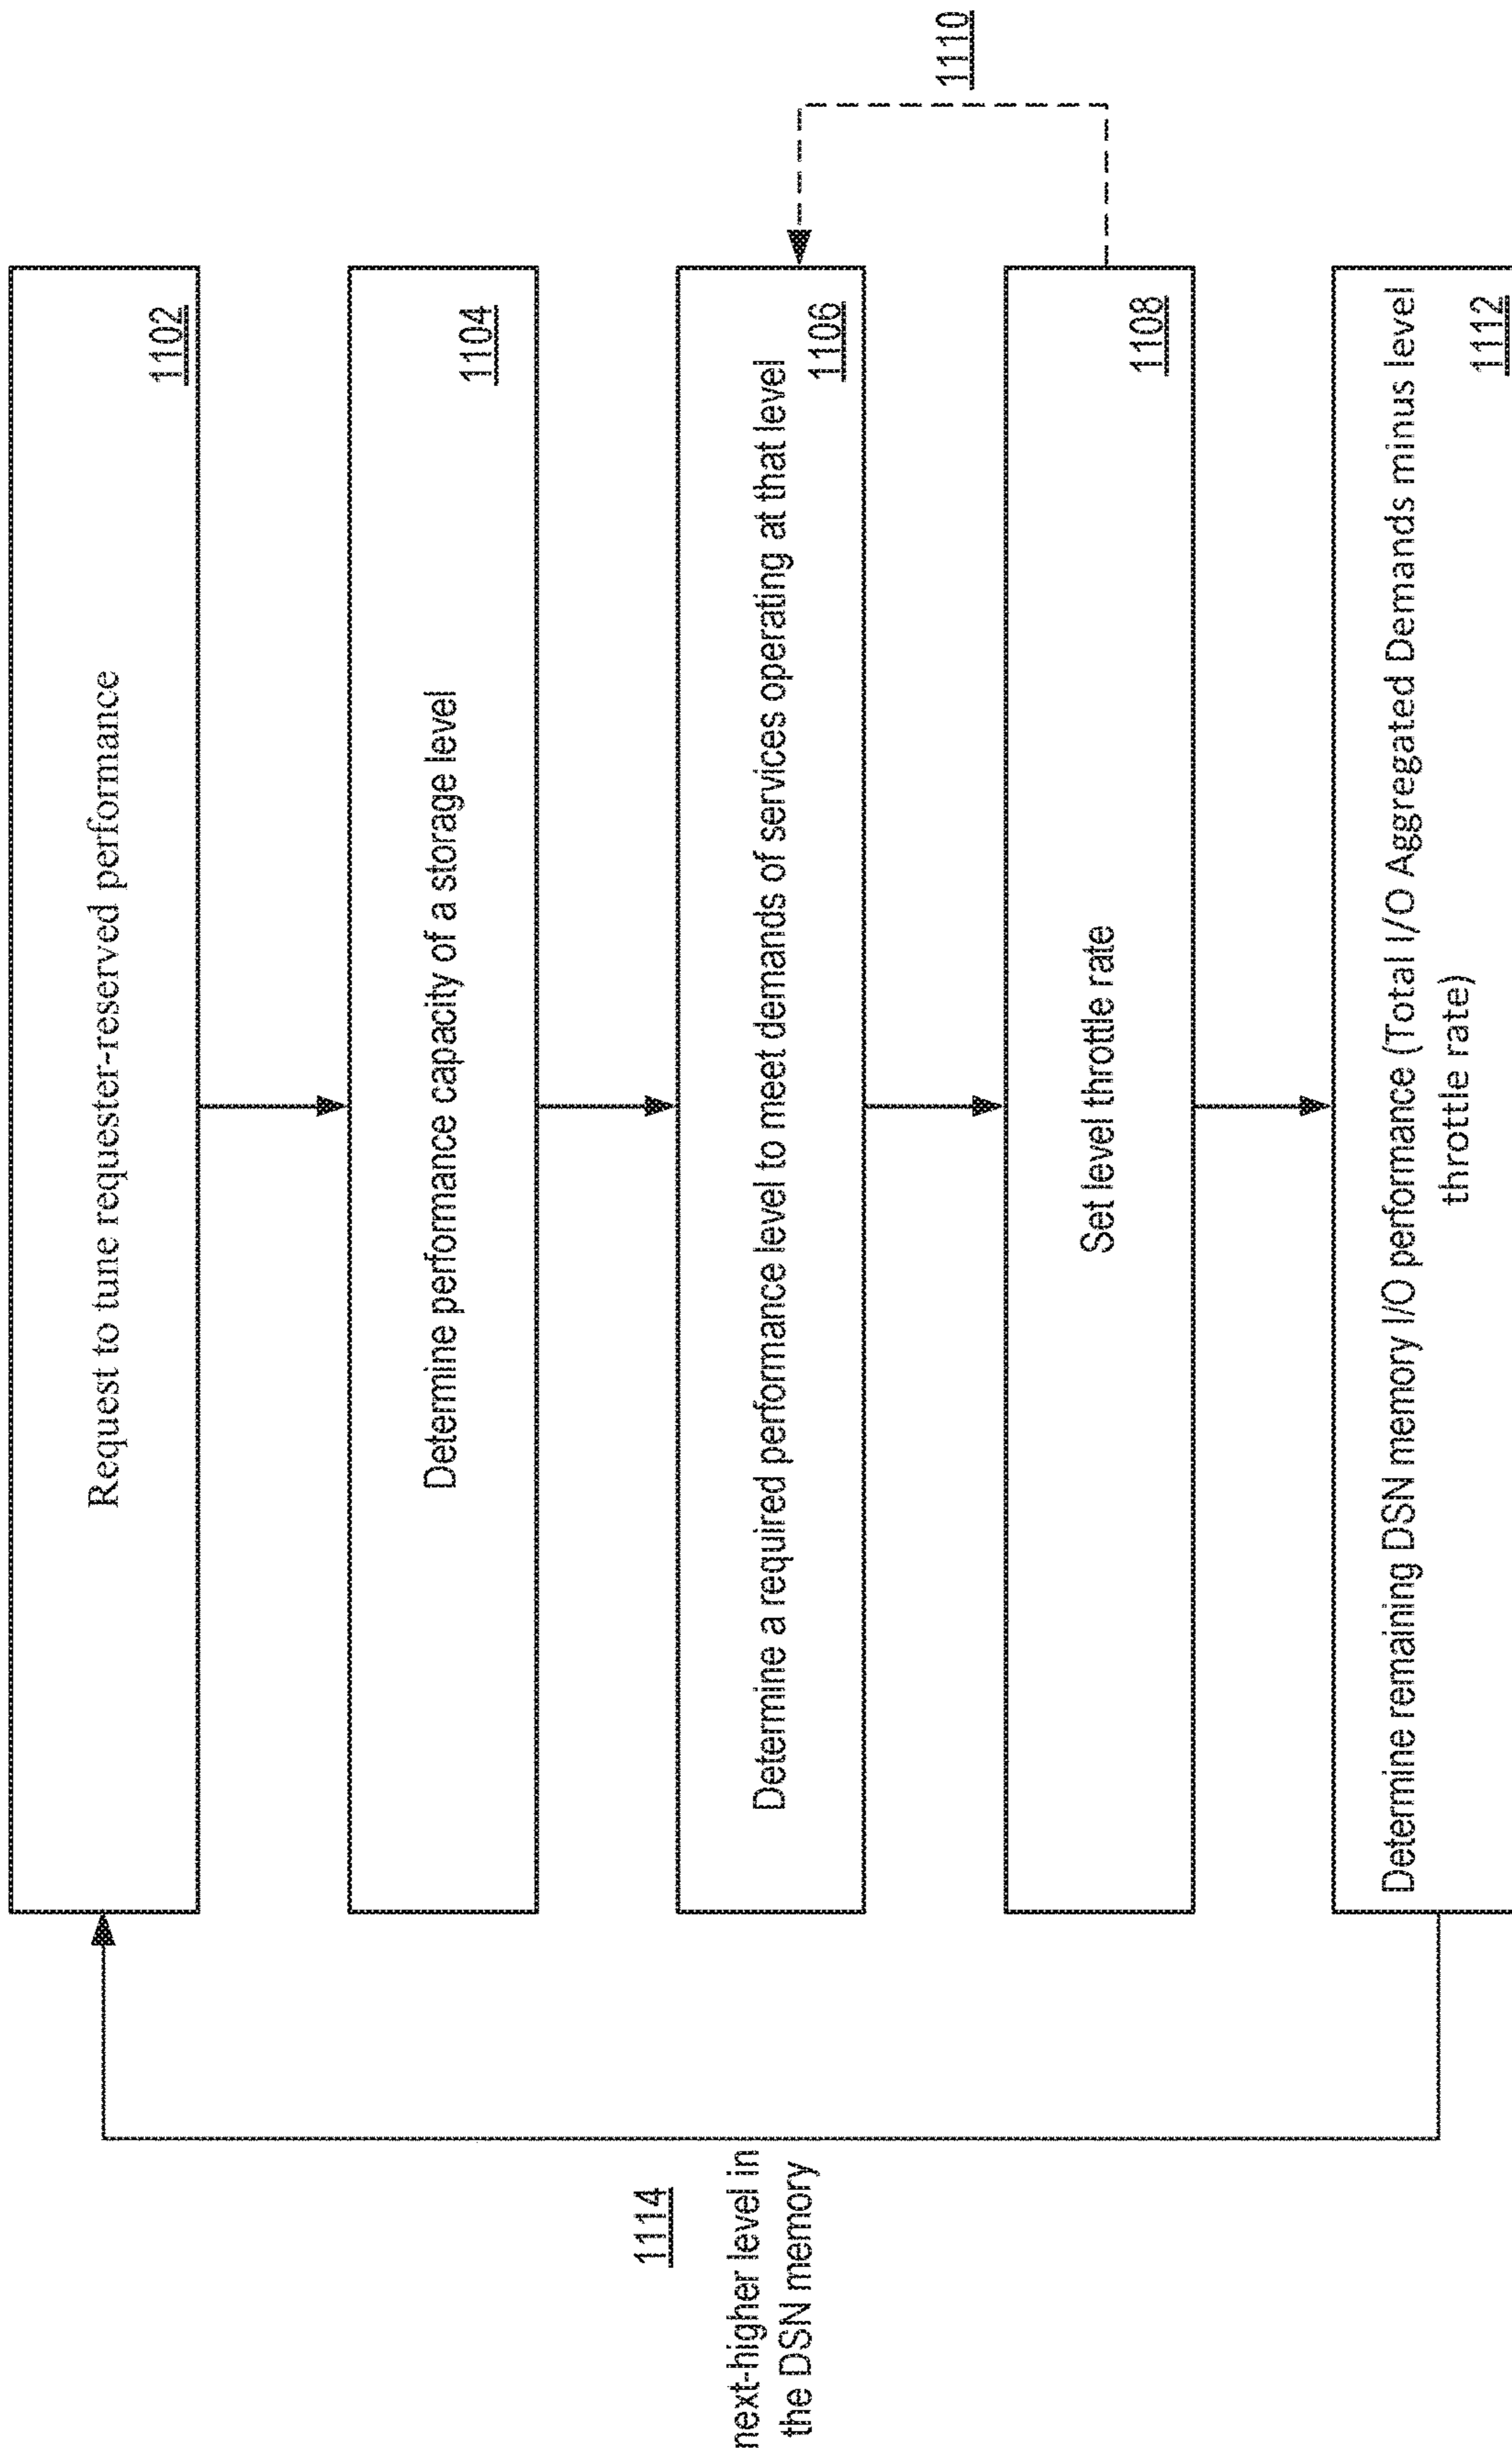 Request to tune requester-reserved performance
1102
Determine performance capacity of a storage level
1104
Determine a required performance level to meet demands of services operating at that level
1106
Set level throttle rate
1108
1110
Determine remaining DSN memory I/O performance (Total I/O Aggregated Demands minus level
throttle rate)
1112
1114
next-higher level in
the DSN memory